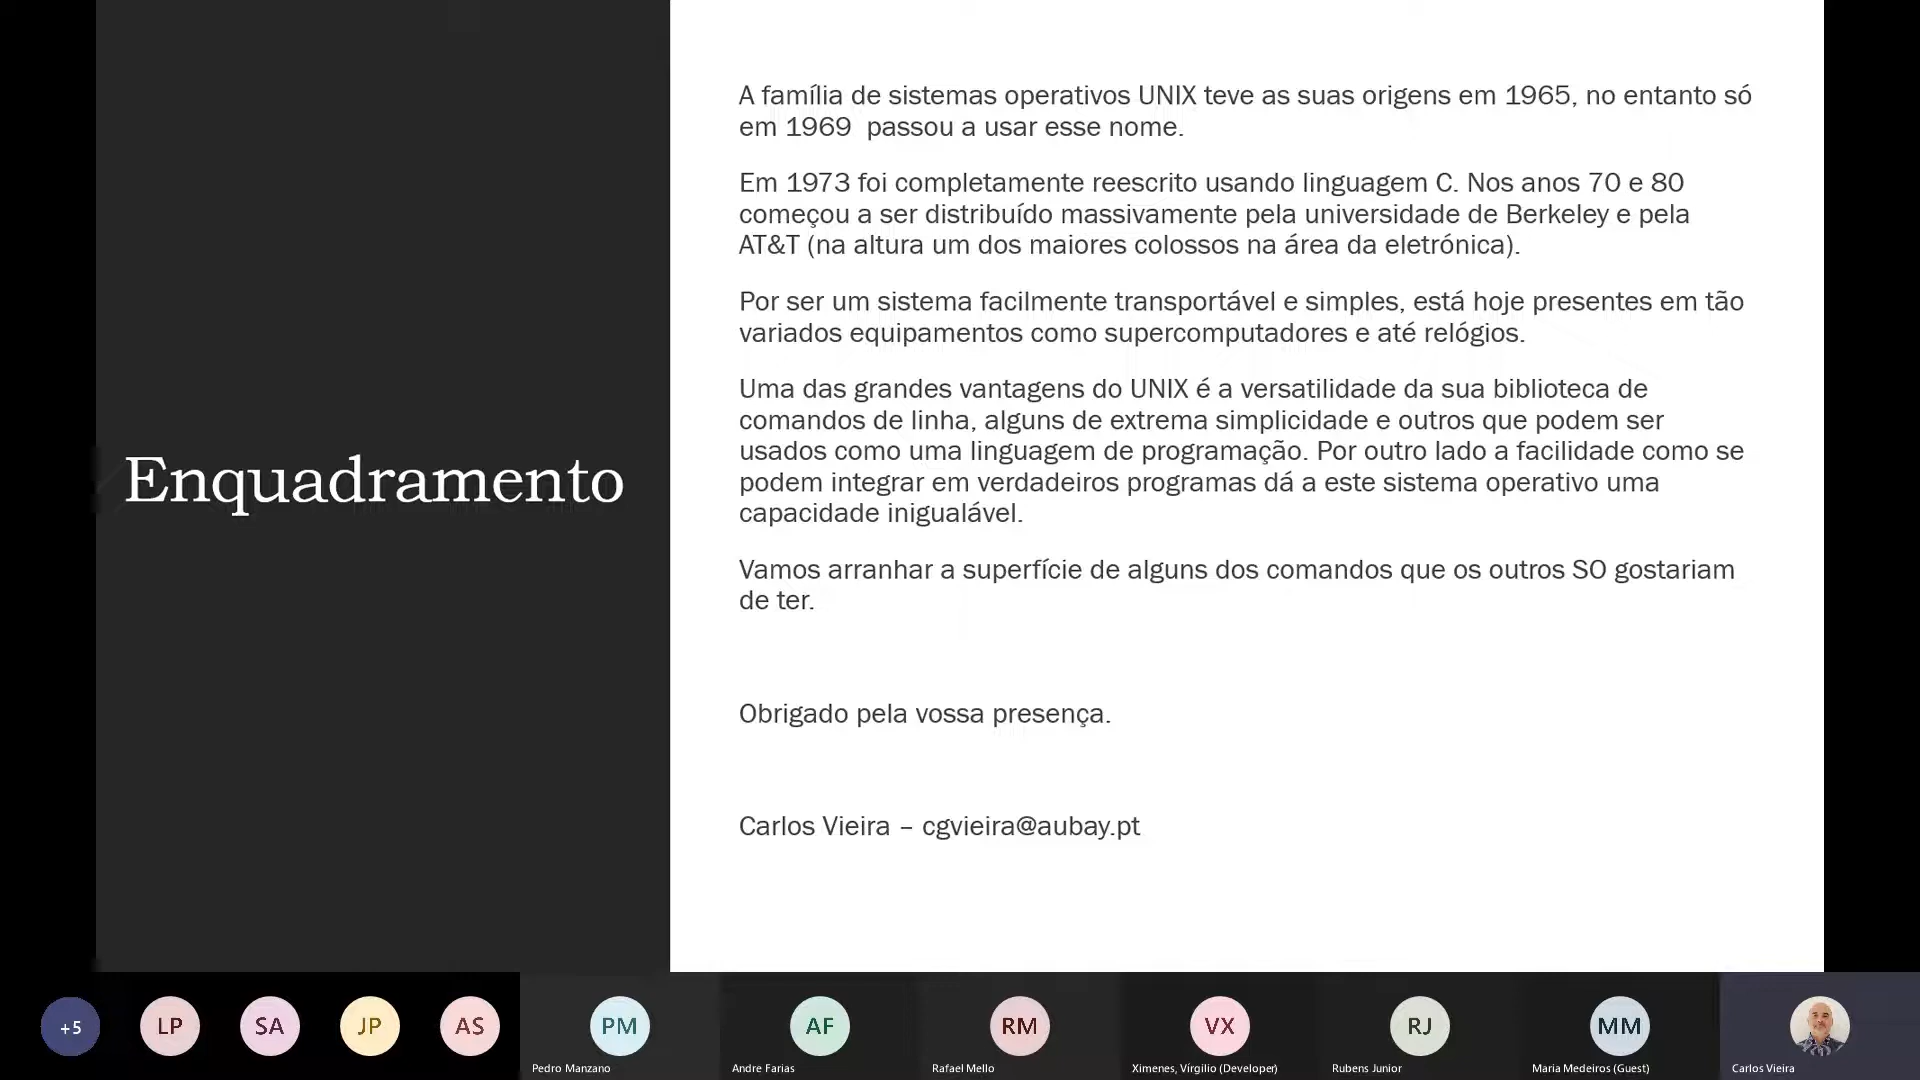 Enquadramento
A família de sistemas operativos UNIX teve as suas origens em 1965, no entanto só
em 1969  passou a usar esse nome.
Em 1973 foi completamente reescrito usando linguagem C. Nos anos 70 e 80
começou a ser distribuído massivamente pela universidade de Berkeley e pela
AT&T (na altura um dos maiores colossos na área da eletrónica).
Por ser um sistema facilmente transportável e simples, está hoje presentes em tão
variados equipamentos como supercomputadores e até relógios.
Uma das grandes vantagens do UNIX é a versatilidade da sua biblioteca de
comandos de linha, alguns de extrema simplicidade e outros que podem ser
usados como uma linguagem de programação. Por outro lado a facilidade como se
podem integrar em verdadeiros programas dá a este sistema operativo uma
capacidade inigualável.
Vamos arranhar a superfície de alguns dos comandos que os outros SO gostariam
de ter.
Obrigado pela vossa presença.
Carlos Vieira – cgvieira@aubay.pt
+5
LP
SA
JP
AS
PM
Pedro Manzano
AF
Andre Farias
RM
Rafael Mello
VX
Ximenes, Vírgilio (Developer)
RJ
Rubens Junior
MM
Maria Medeiros (Guest)
Carlos Vieira